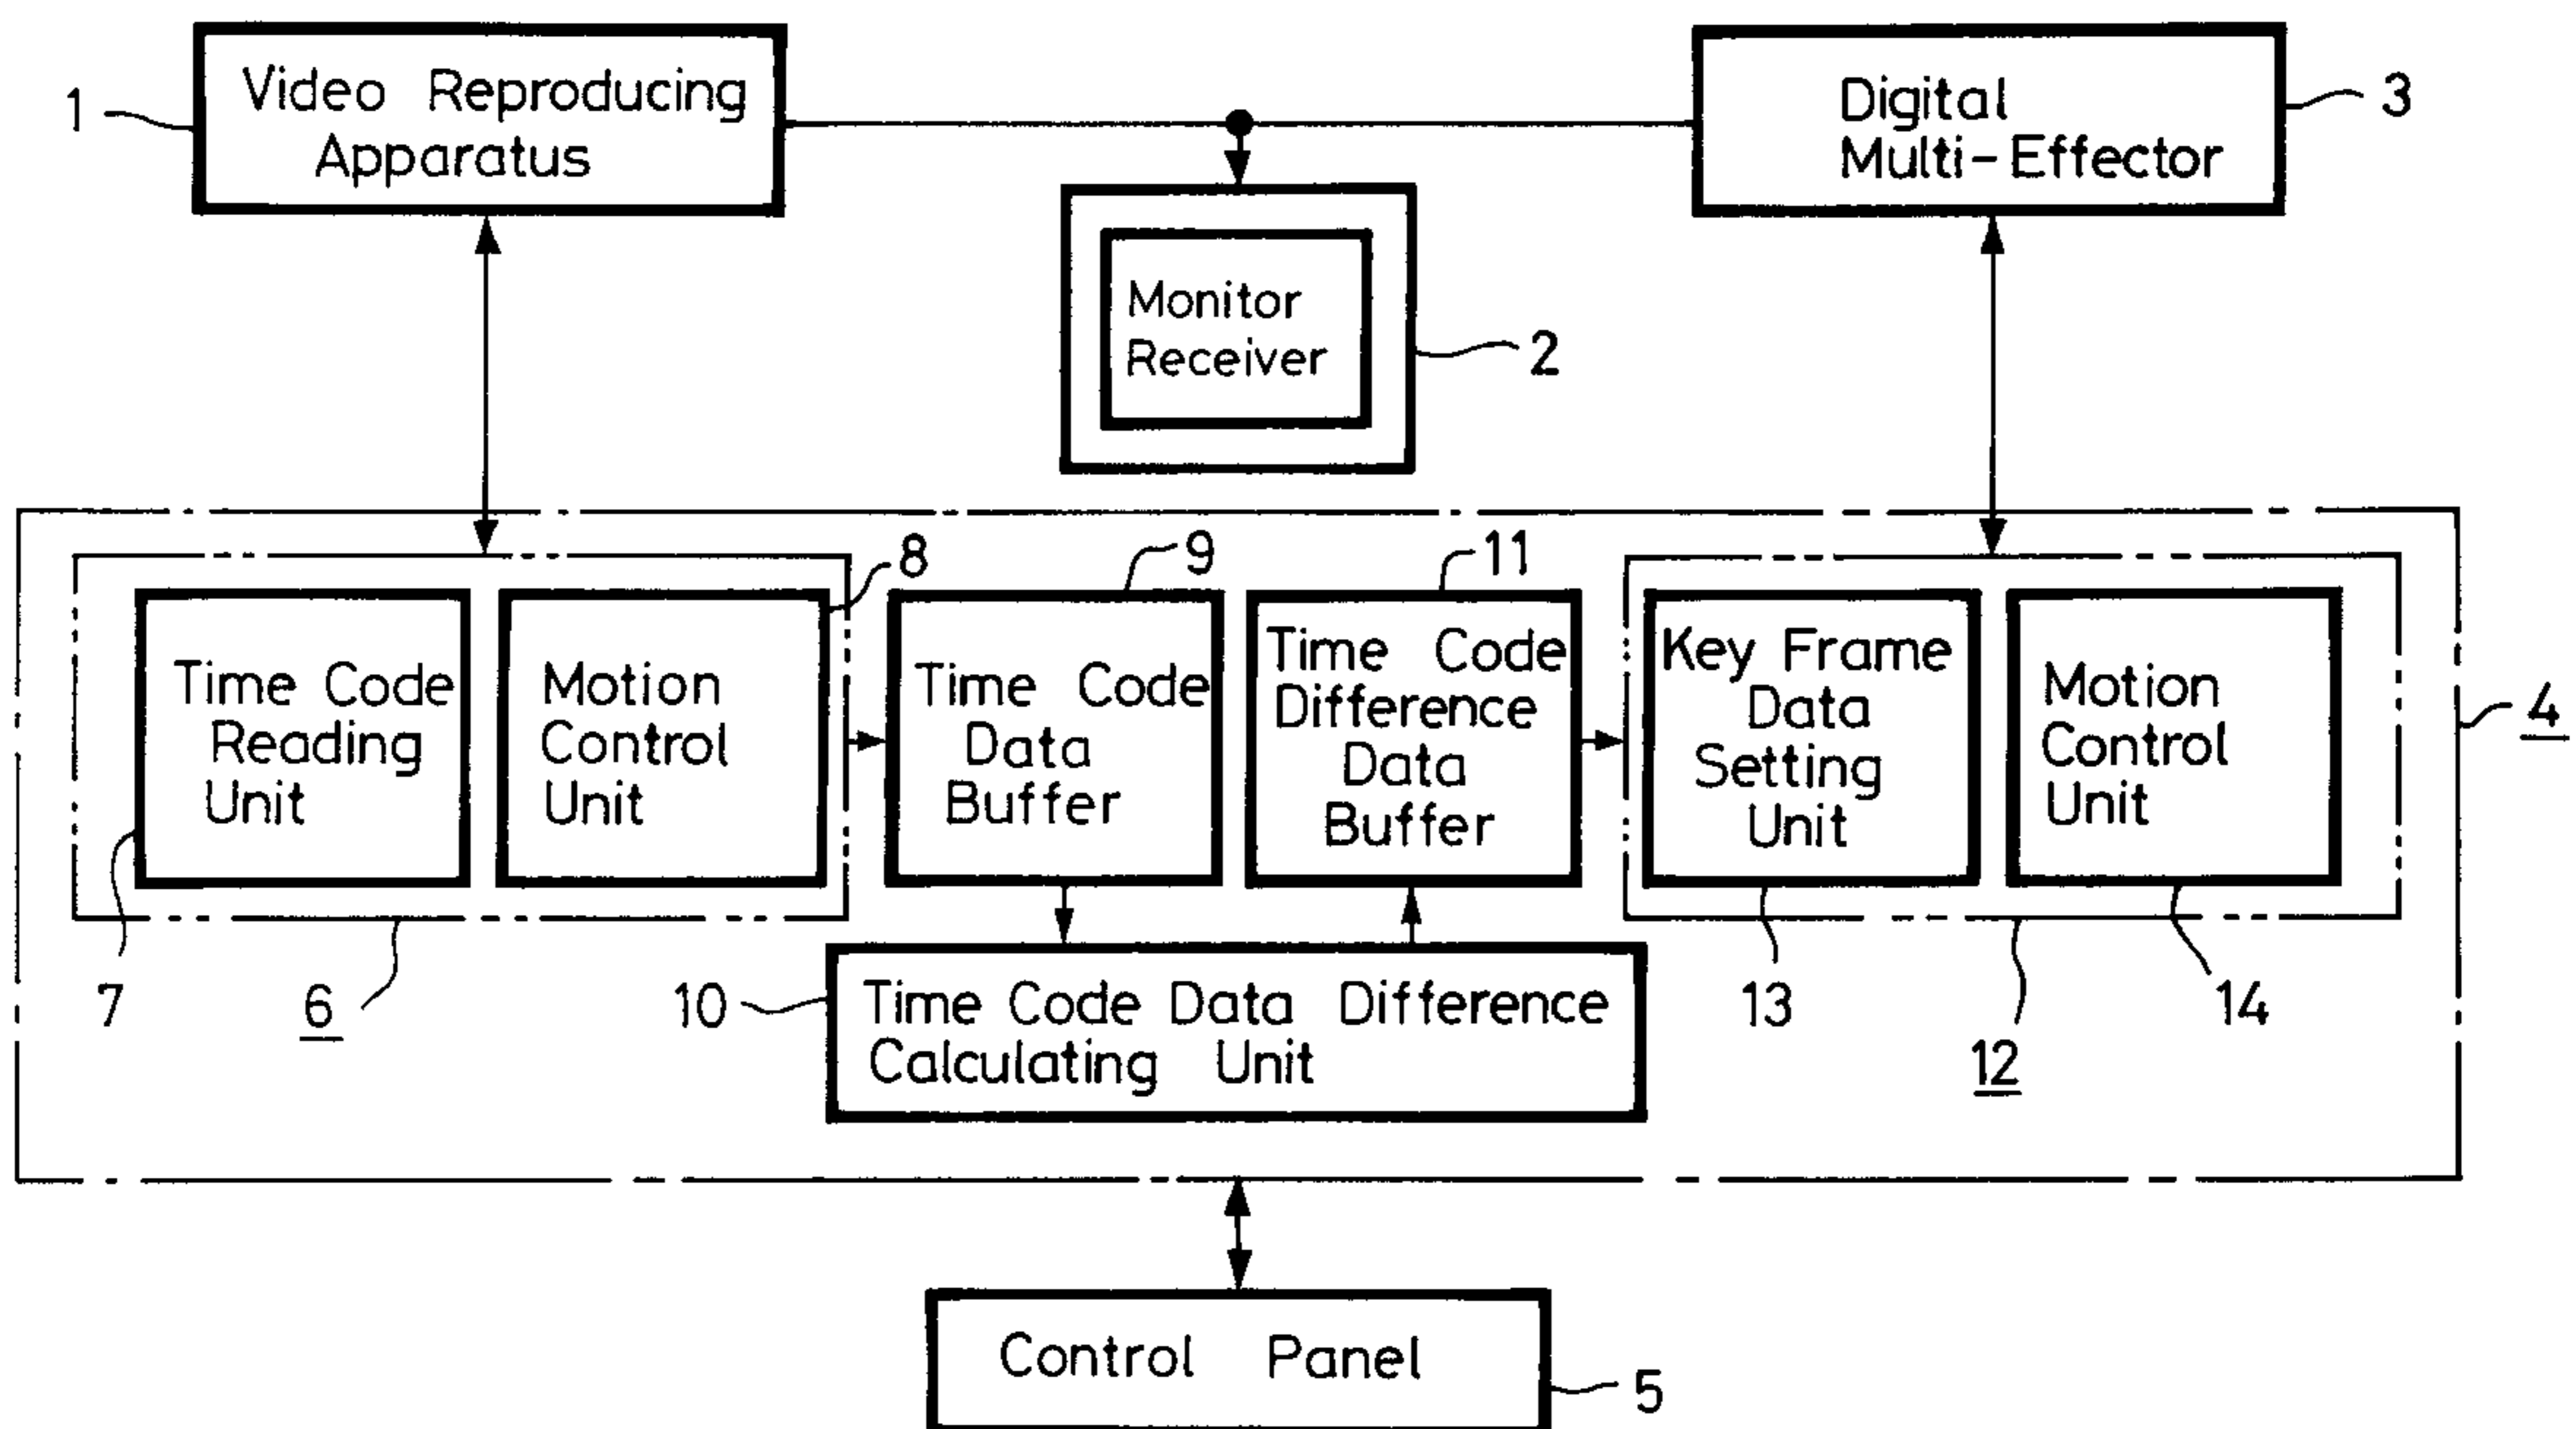 1
Video Reproducing
Apparatus
Digital
Multi-Effector
3
Monitor
Receiver
2
8
9
11
Time Code
Reading
Unit
Motion
Control
Unit
Time Code
Data
Buffer
Time Code
Difference
Data
Buffer
Key Frame
Data
Setting
Unit
Motion
Control
Unit
4
7
6
10
Time Code Data Difference
Calculating Unit
13
12
14
Control Panel
5